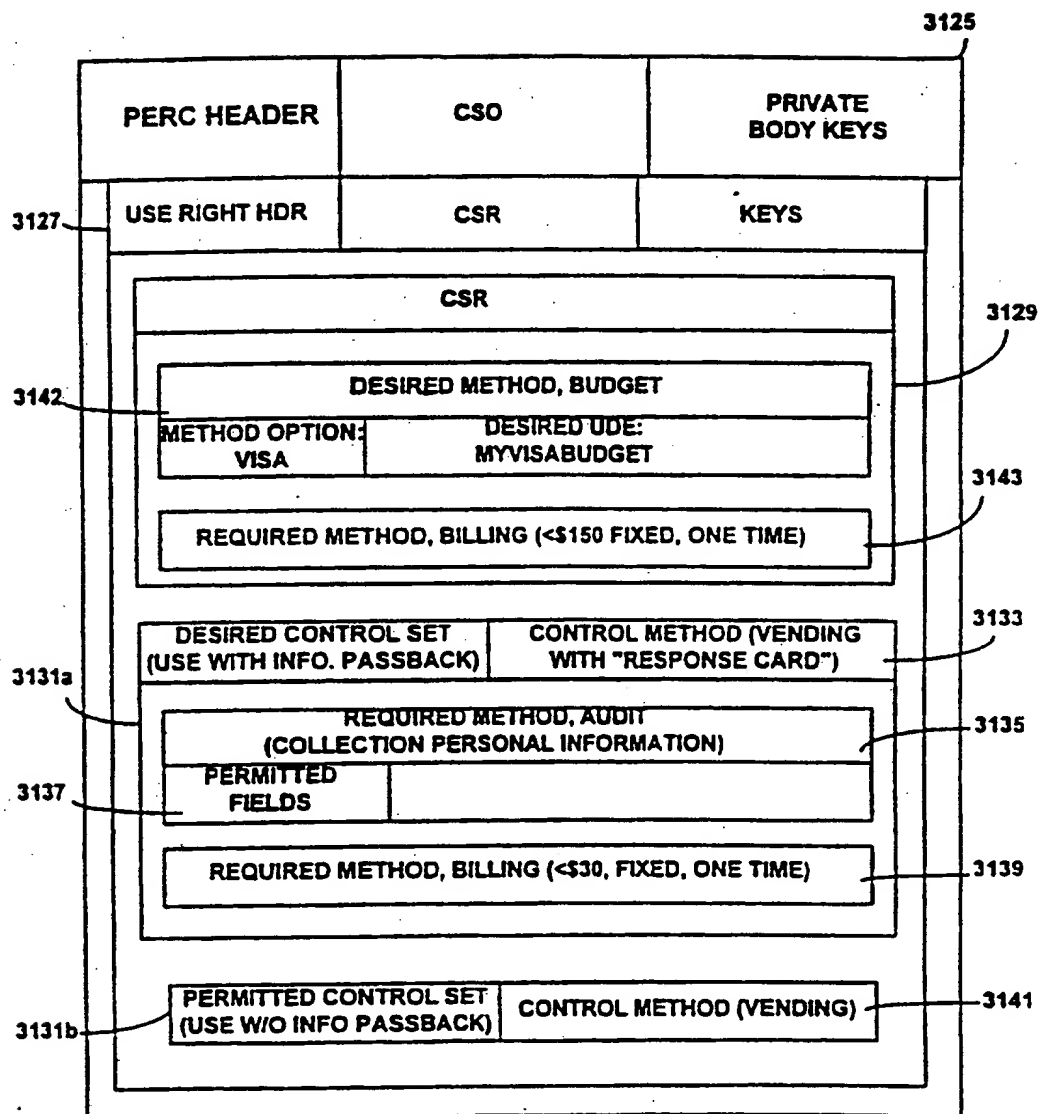 3125
PERC HEADER
CSO
PRIVATE
BODY KEYS
3127
USE RIGHT HDR
CSR
KEYS
CSR
3129
3142
DESIRED METHOD, BUDGET
METHOD OPTION:
VISA
DESIRED UDE:
MYVISABUDGET
3143
REQUIRED METHOD, BILLING (<$150 FIXED, ONE TIME)
3133
DESIRED CONTROL SET
(USE WITH INFO. PASSBACK)
CONTROL METHOD (VENDING
WITH "RESPONSE CARD")
3131a
REQUIRED METHOD, AUDIT
(COLLECTION PERSONAL INFORMATION)
3135
3137
PERMITTED
FIELDS
REQUIRED METHOD, BILLING (<$30, FIXED, ONE TIME)
3139
PERMITTED CONTROL SET
(USE W/O INFO PASSBACK)
CONTROL METHOD (VENDING)
3141
3131b